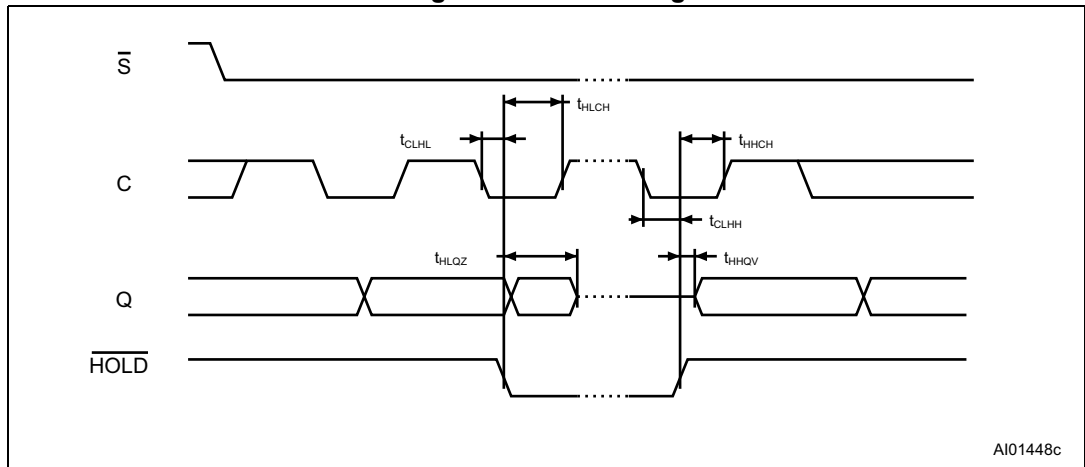 S
tHLCH
tCLHL
tHHCH
C
tCLHH
tHLQZ
tHHQV
Q
HOLD
AI01448c